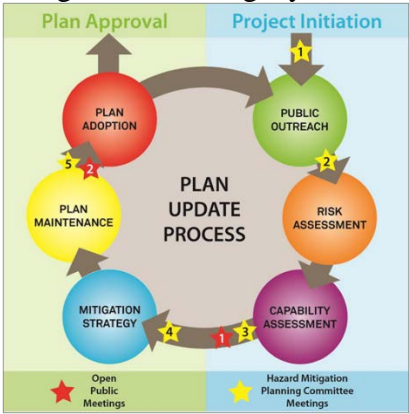 Plan Approval
Project Initiation
1
PLAN
ADOPTION
PUBLIC
OUTREACH
5
2
2
PLAN
UPDATE
PROCESS
PLAN
MAINTENANCE
RISK
ASSESSMENT
MITIGATION
STRATEGY
4
1
3
CAPABILITY
ASSESSMENT
Open
Public
Meetings
Hazard Mitigation
Planning Committee
Meetings